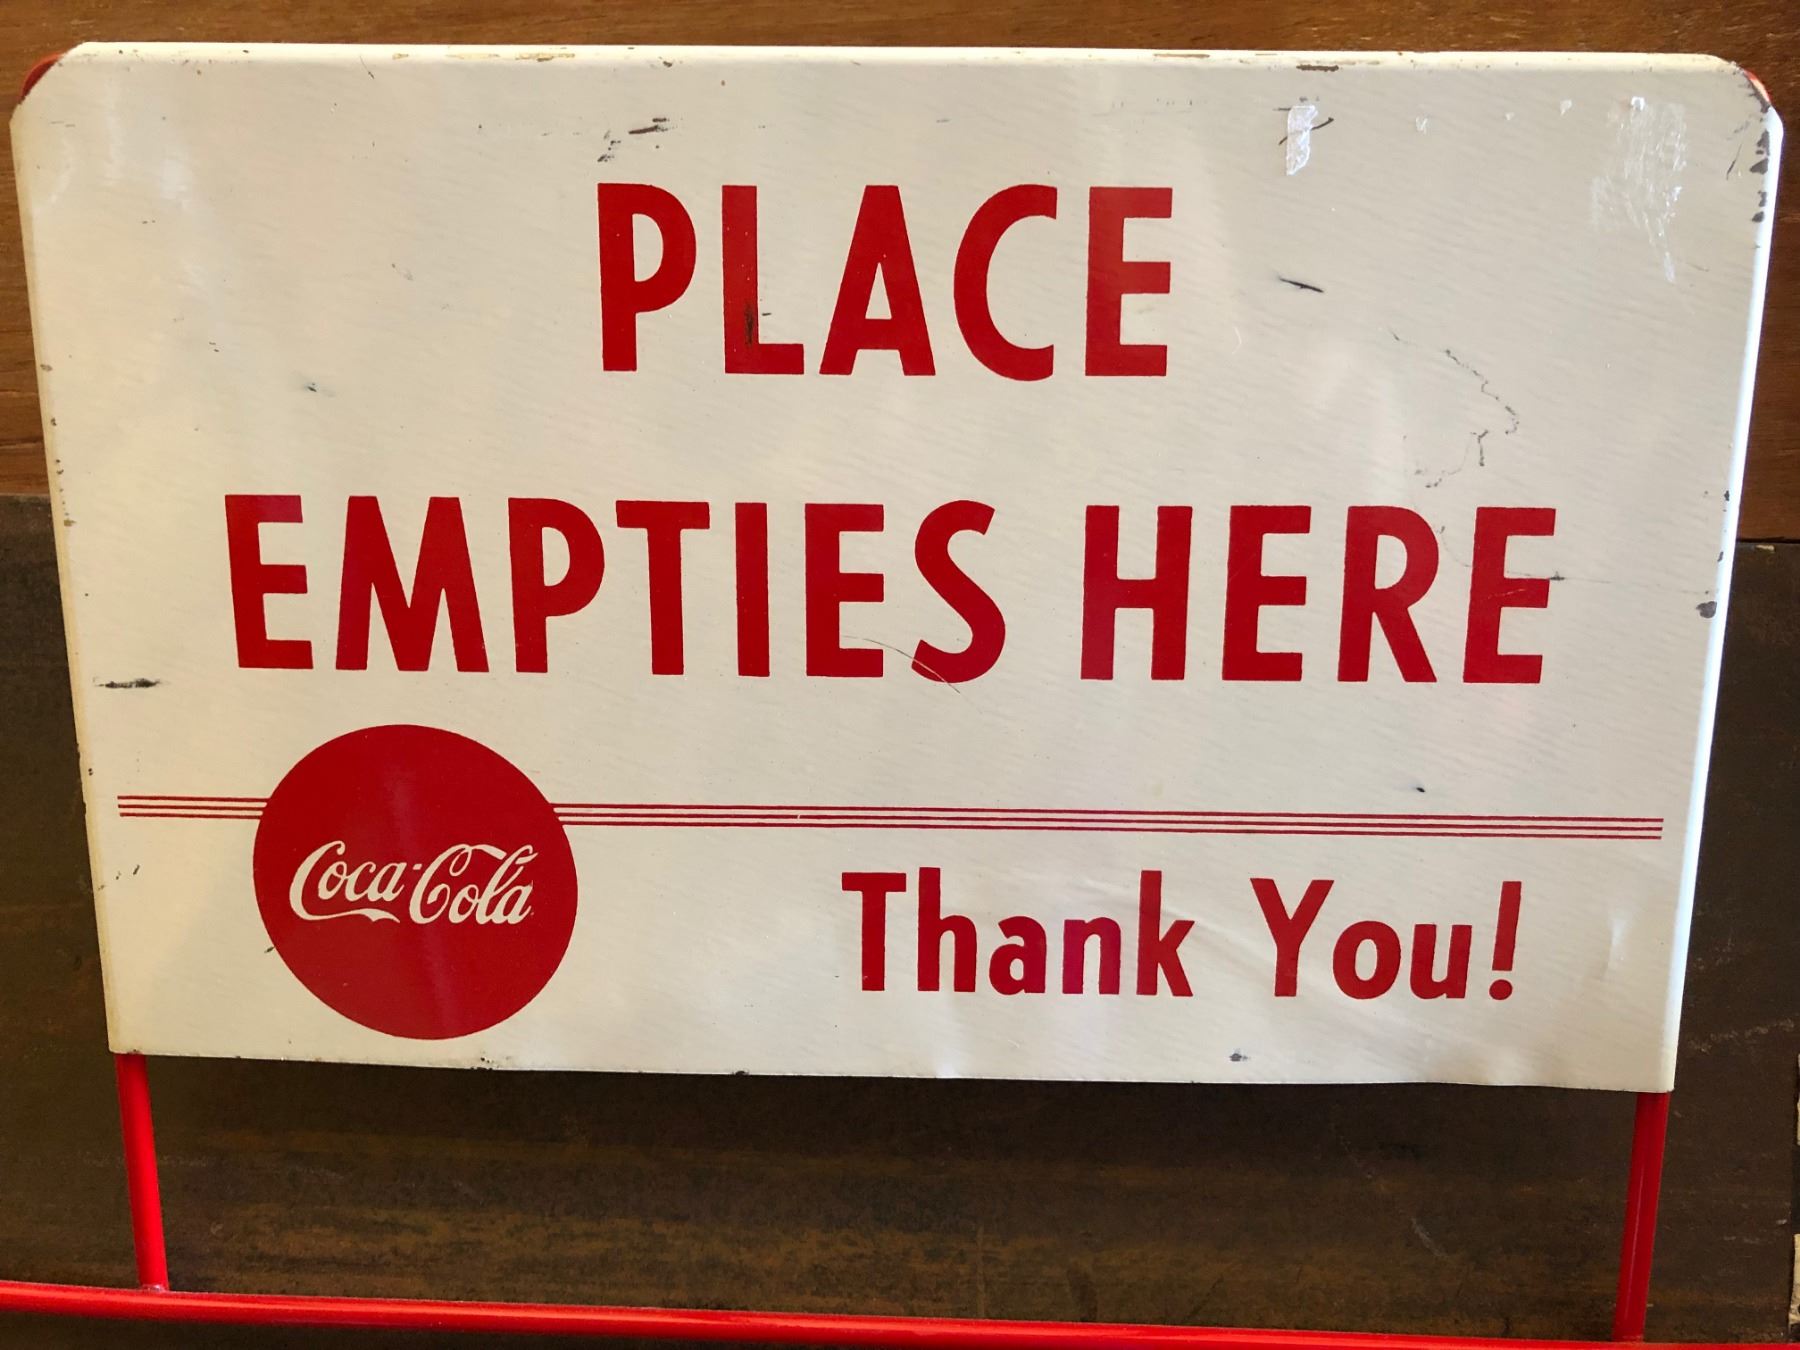 PLACE
EMPTIES HERE
Coca-Cola
Thank You!